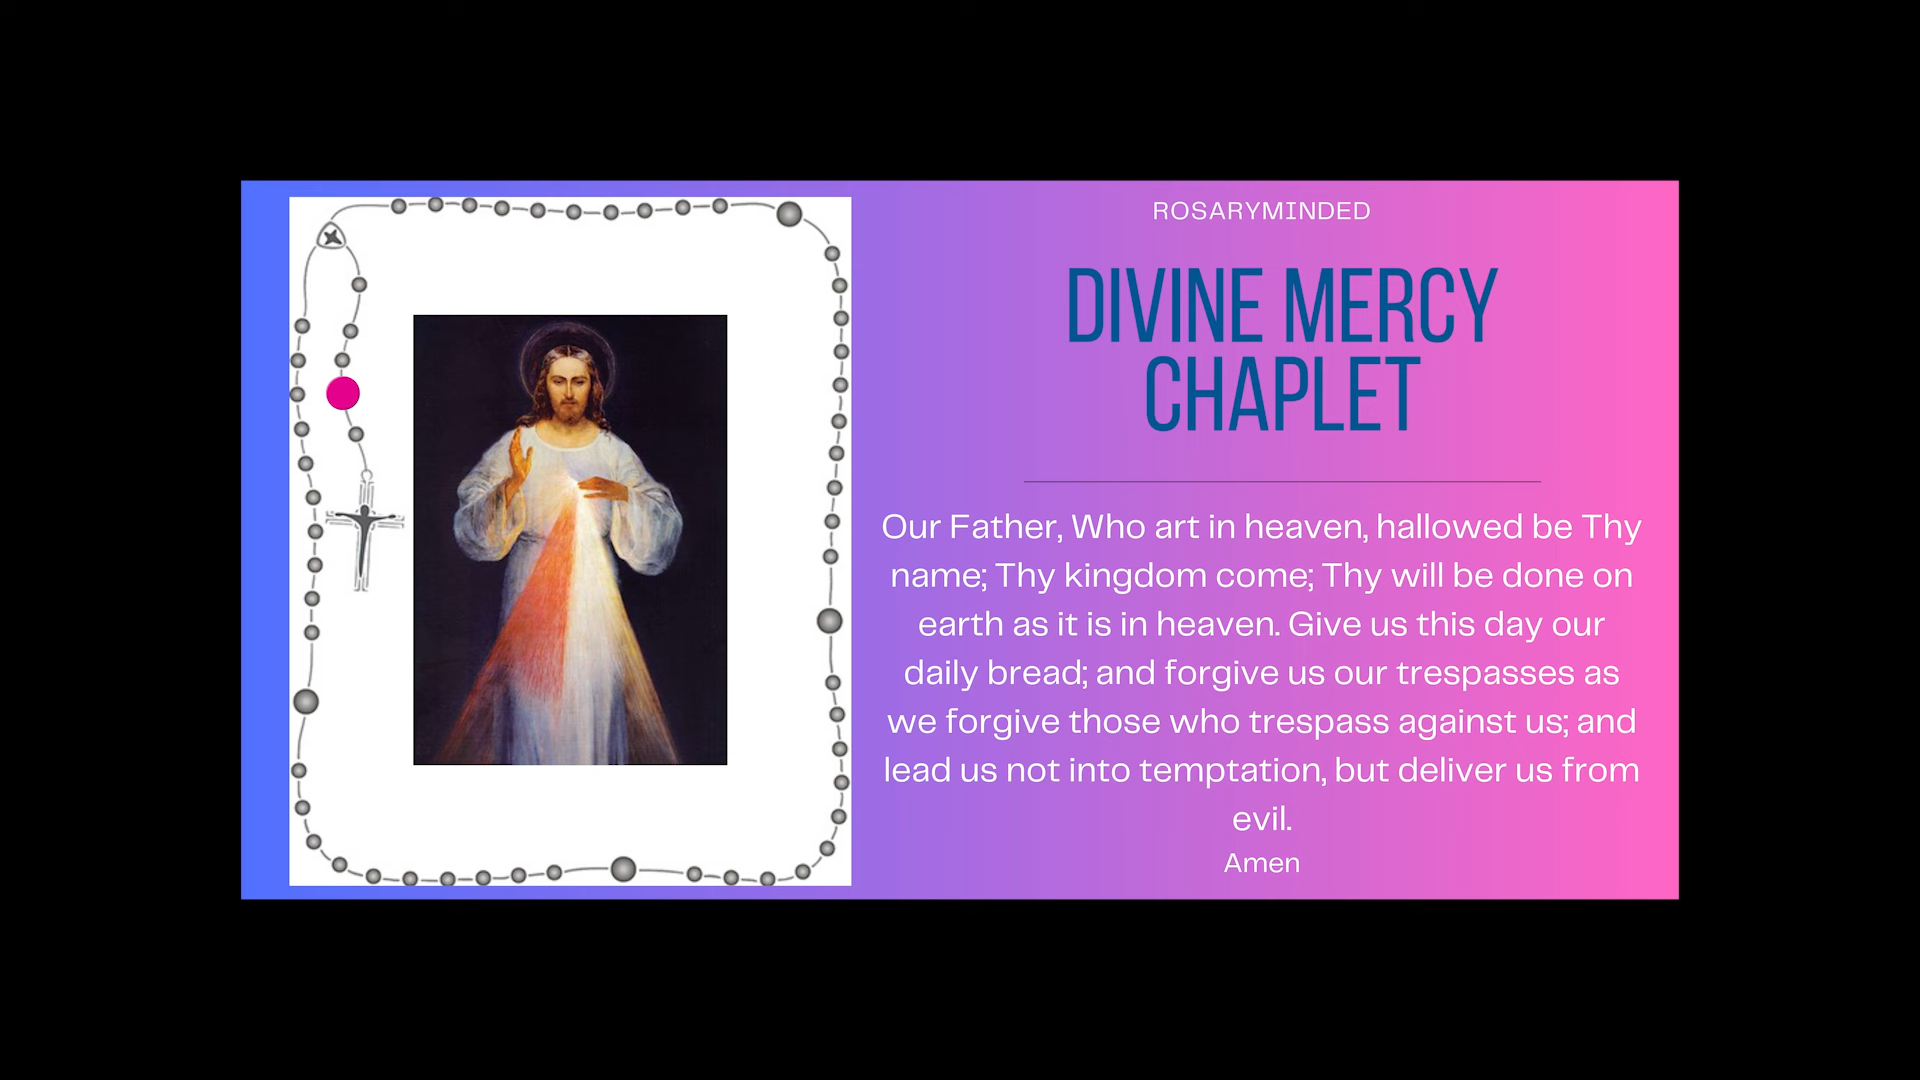 ROSARYMINDED
DIVINE MERCY
CHAPLET
Our Father, Who art in heaven, hallowed be Thy
name; Thy kingdom come; Thy will be done on
earth as it is in heaven. Give us this day our
daily bread; and forgive us our trespasses as
we forgive those who trespass against us; and
lead us not into temptation, but deliver us from
evil.
Amen